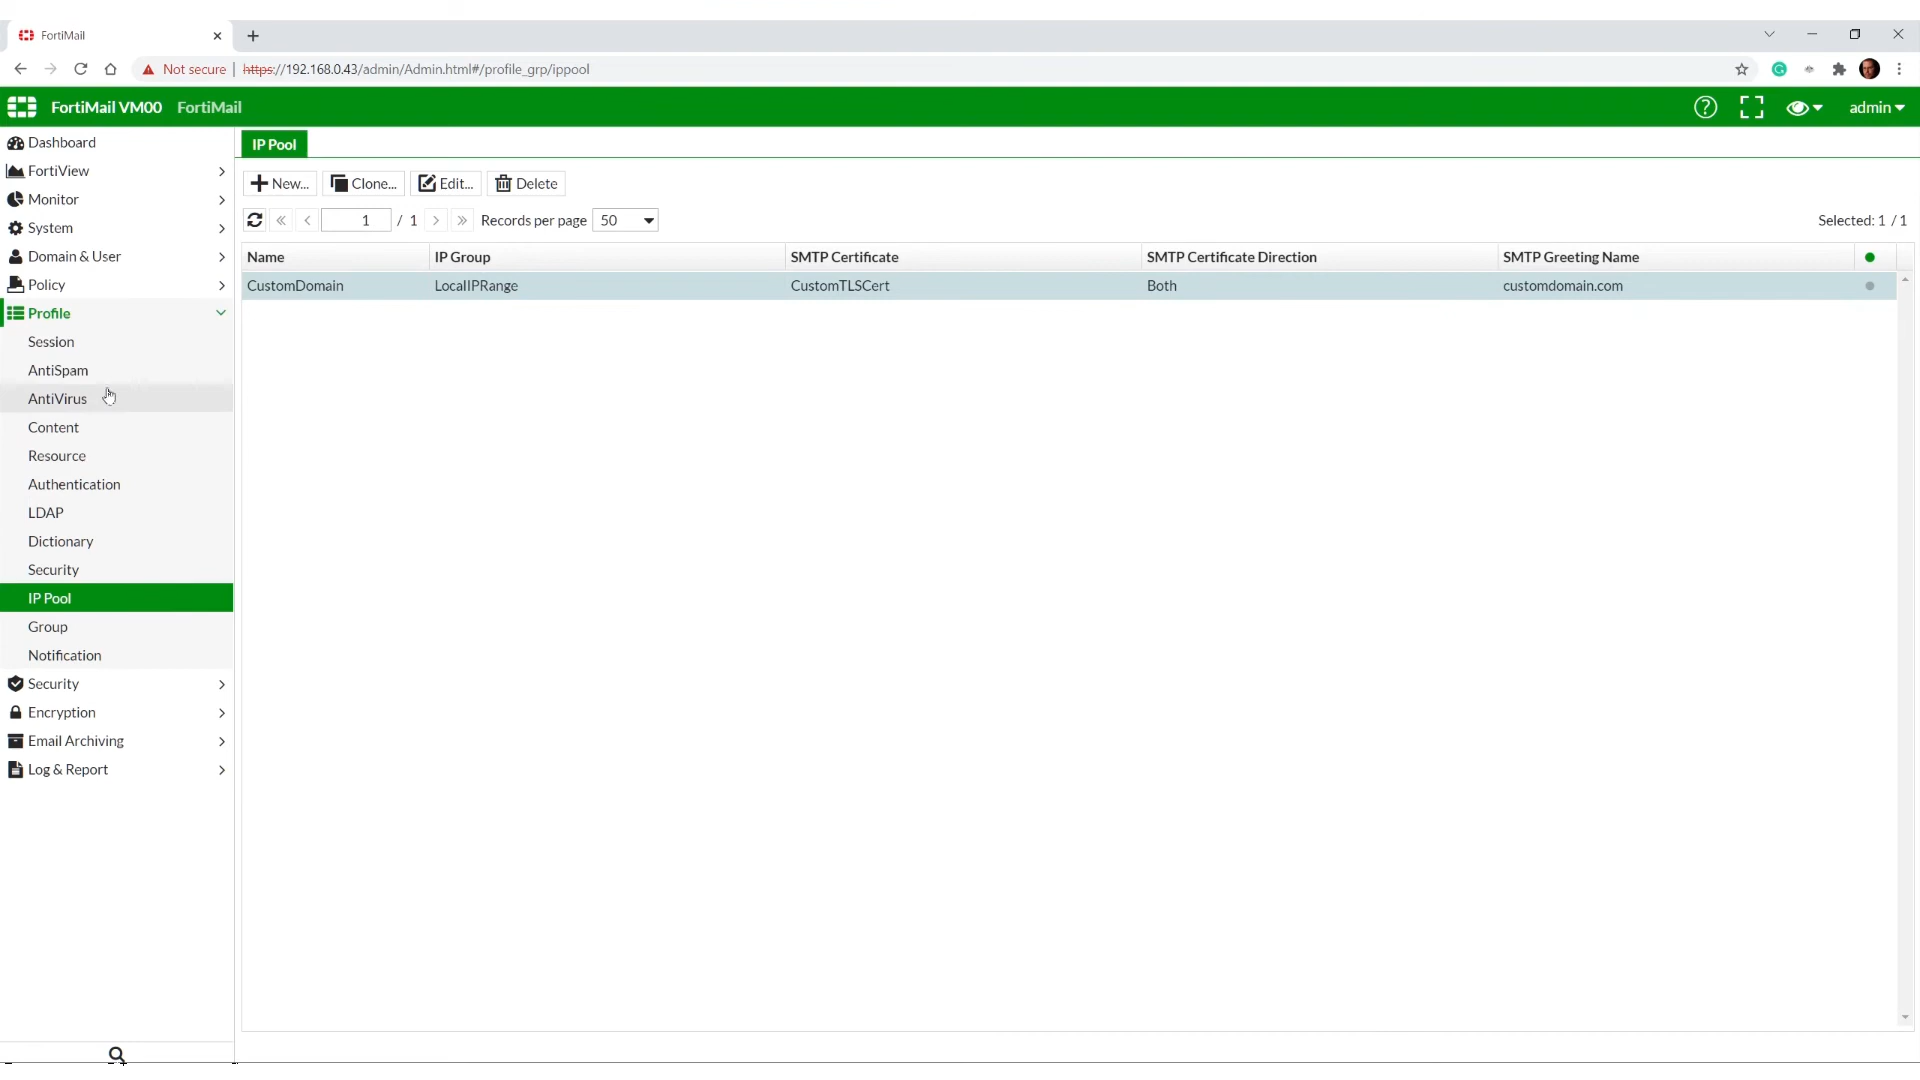 FortiMail
Not secure | https://192.168.0.43/admin/Admin.html#/profile_grp/ippool
FortiMail VM00 FortiMail
admin
Dashboard
FortiView
Monitor
System
Domain & User
Policy
Profile
Session
AntiSpam
AntiVirus
Content
Resource
Authentication
LDAP
Dictionary
Security
IP Pool
Group
Notification
Security
Encryption
Email Archiving
Log & Report
IP Pool
New... Clone... Edit... Delete
1 / 1 Records per page 50 Selected: 1 / 1
Name IP Group SMTP Certificate SMTP Certificate Direction SMTP Greeting Name
CustomDomain LocalIPRange CustomTLSCert Both customdomain.com